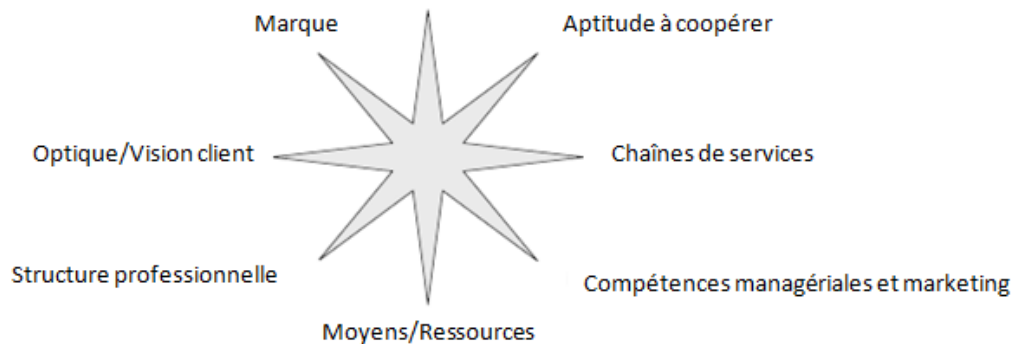 Marque
Aptitude à coopérer
Optique/Vision client
Chaînes de services
Structure professionnelle
Compétences managériales et marketing
Moyens/Ressources